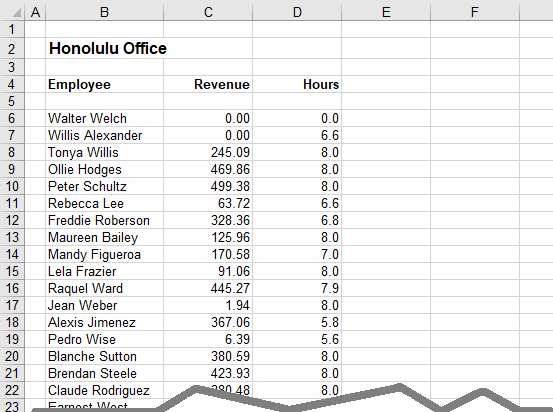 A B C D E F
1
2 Honolulu Office
3
4 Employee Revenue Hours
5
6 Walter Welch 0.00 0.0
7 Willis Alexander 0.00 6.6
8 Tonya Willis 245.09 8.0
9 Ollie Hodges 469.86 8.0
10 Peter Schultz 499.38 8.0
11 Rebecca Lee 63.72 6.6
12 Freddie Roberson 328.36 6.8
13 Maureen Bailey 125.96 8.0
14 Mandy Figueroa 170.58 7.0
15 Lela Frazier 91.06 8.0
16 Raquel Ward 445.27 7.9
17 Jean Weber 1.94 8.0
18 Alexis Jimenez 367.06 5.8
19 Pedro Wise 6.39 5.6
20 Blanche Sutton 380.59 8.0
21 Brendan Steele 423.93 8.0
22 Claude Rodriguez 8.0
23